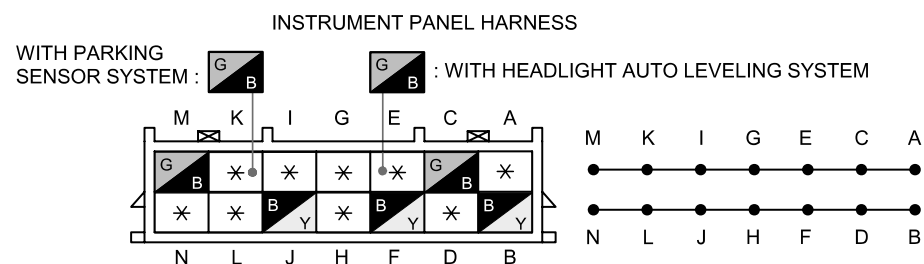 INSTRUMENT PANEL HARNESS
WITH PARKING
SENSOR SYSTEM :
G B
G B
: WITH HEADLIGHT AUTO LEVELING SYSTEM
M K I G E C A
G B * * * * G B *
* * B Y * B Y * B Y
N L J H F D B
M K I G E C A
N L J H F D B